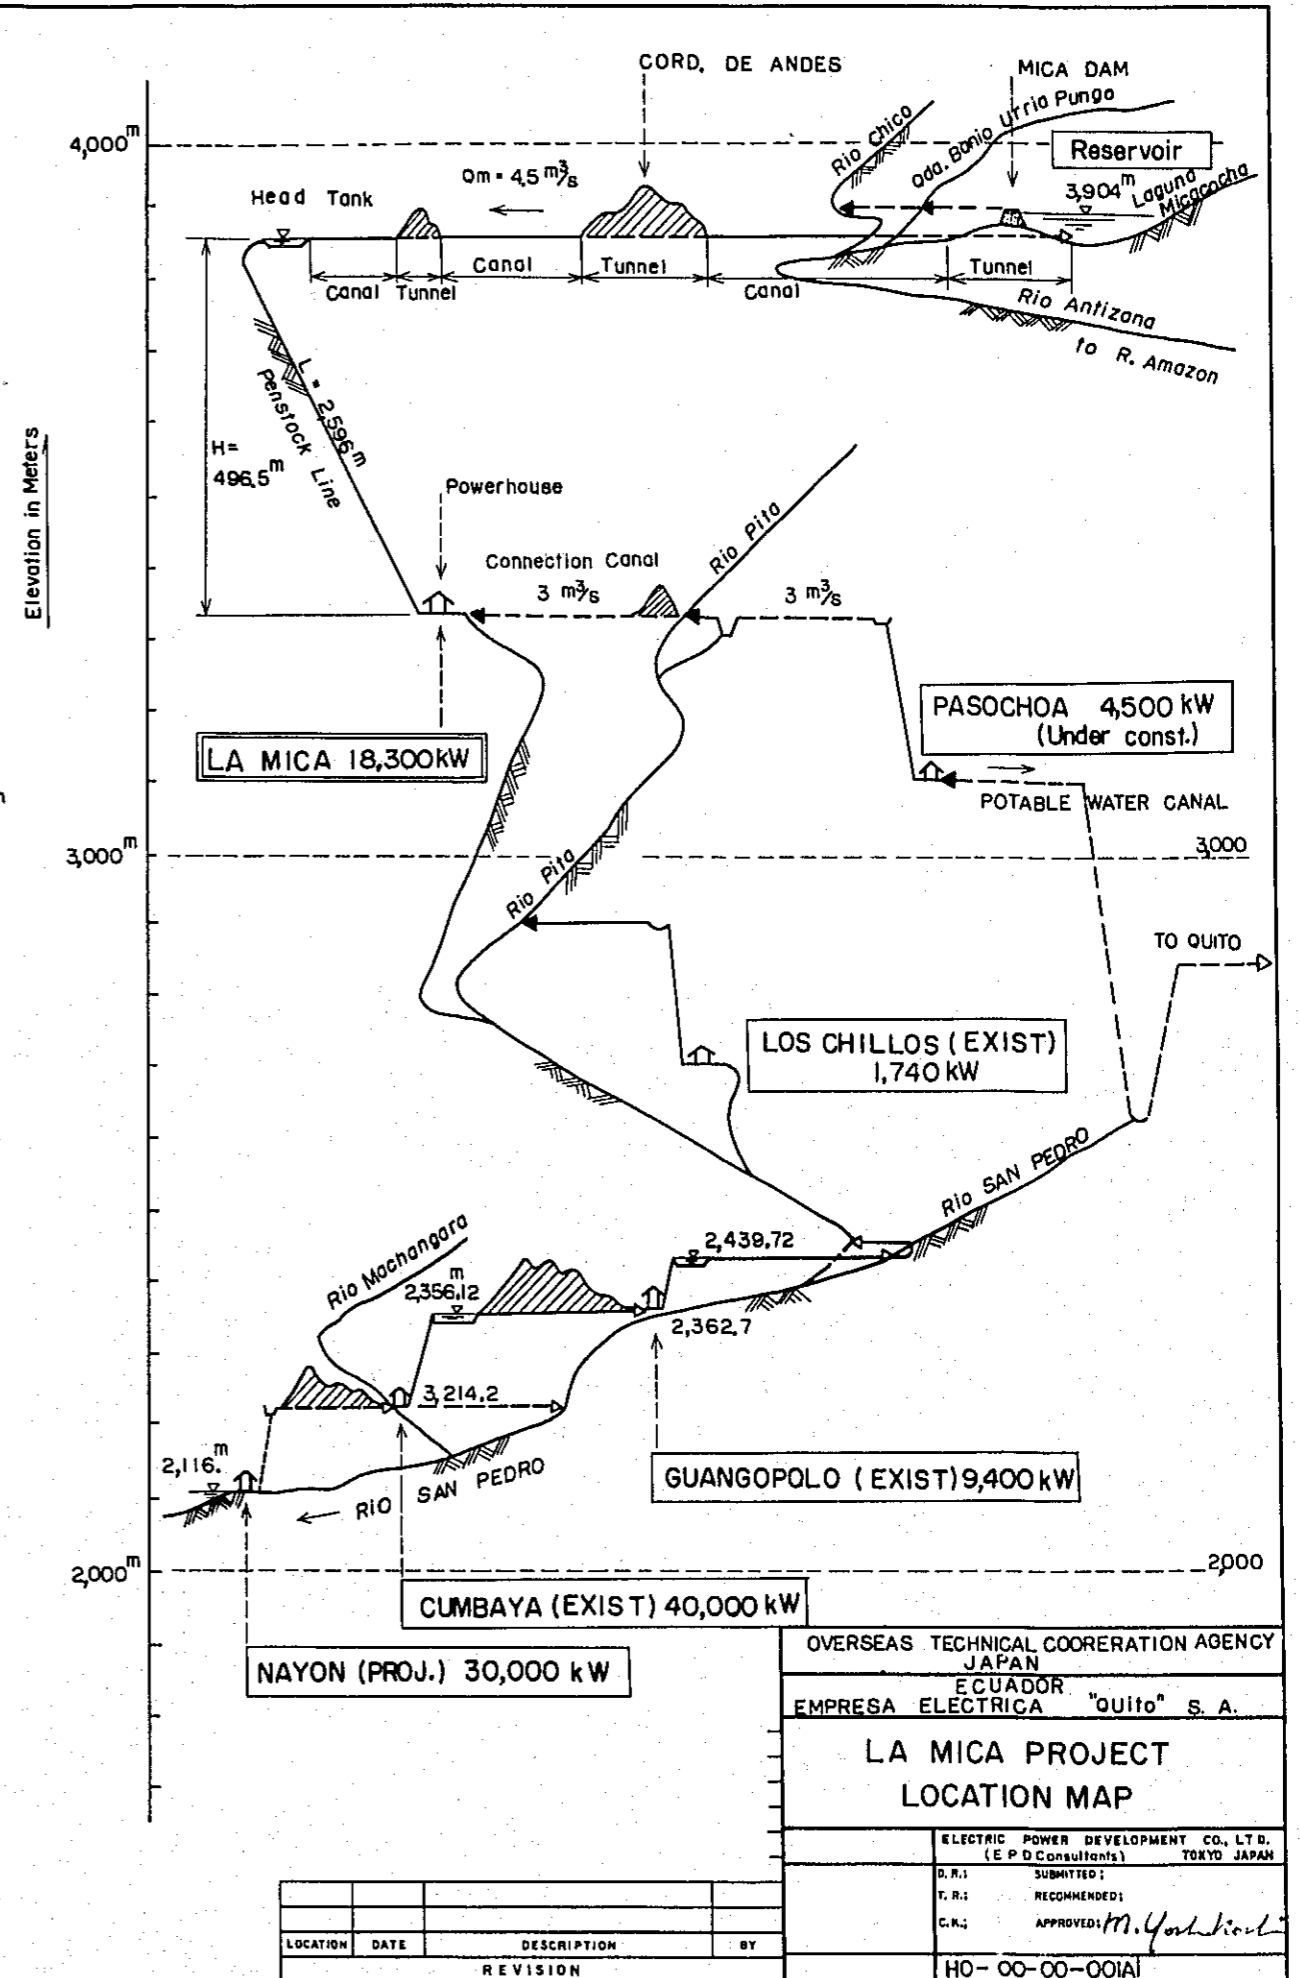 CORD. DE ANDES
MICA DAM
4,000m
Rio Chico
Qda. Bonio Urria Pungo
Reservoir
Qm = 4.5 m³/s
Head Tank
3,904m
Laguna
Micacocha
Canal
Tunnel
Canal
Tunnel
Canal
Tunnel
Rio Antizana
to R. Amazon
L = 2,596m
Penstock Line
H=
496.5m
Elevation in Meters
Powerhouse
Rio Pita
Connection Canal
3 m³/s
3 m³/s
PASOCHOA 4,500 kW
(Under const.)
LA MICA 18,300kW
POTABLE WATER CANAL
3,000m
3,000
Rio Pita
TO QUITO
LOS CHILLOS (EXIST)
1,740 kW
Rio SAN PEDRO
Rio Machangara
2,439.72
m
2,356.12
2,362.7
3,214.2
2,116.m
RIO SAN PEDRO
GUANGOPOLO (EXIST) 9,400 kW
2,000m
2,000
CUMBAYA (EXIST) 40,000 kW
NAYON (PROJ.) 30,000 kW
OVERSEAS TECHNICAL COORERATION AGENCY
JAPAN
ECUADOR
EMPRESA ELECTRICA "QUITO" S. A.
LA MICA PROJECT
LOCATION MAP
ELECTRIC POWER DEVELOPMENT CO., LTD.
(E P D Consultants) TOKYO JAPAN
D. R.; SUBMITTED;
T. R.; RECOMMENDED;
C. K.; APPROVED;
LOCATION DATE DESCRIPTION BY
REVISION
HO-00-00-001A